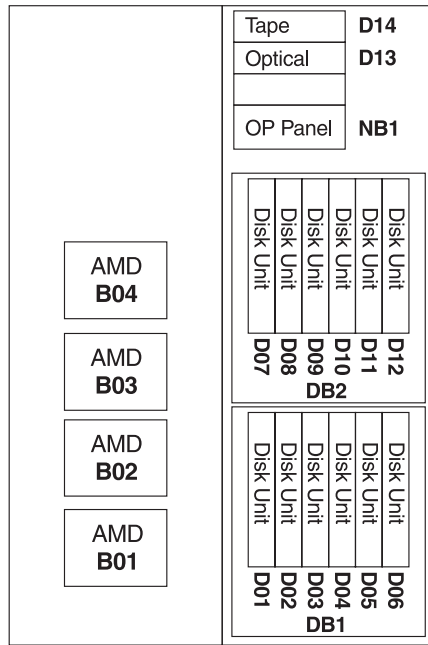 Tape D14
Optical D13
OP Panel NB1
AMD
B04
AMD
B03
AMD
B02
AMD
B01
Disk Unit Disk Unit Disk Unit Disk Unit Disk Unit Disk Unit
D07 D08 D09 D10 D11 D12
DB2
Disk Unit Disk Unit Disk Unit Disk Unit Disk Unit Disk Unit
D01 D02 D03 D04 D05 D06
DB1